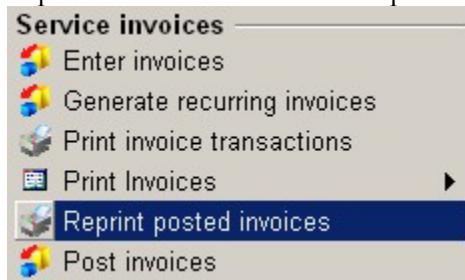 Service invoices
Enter invoices
Generate recurring invoices
Print invoice transactions
Print Invoices
Reprint posted invoices
Post invoices